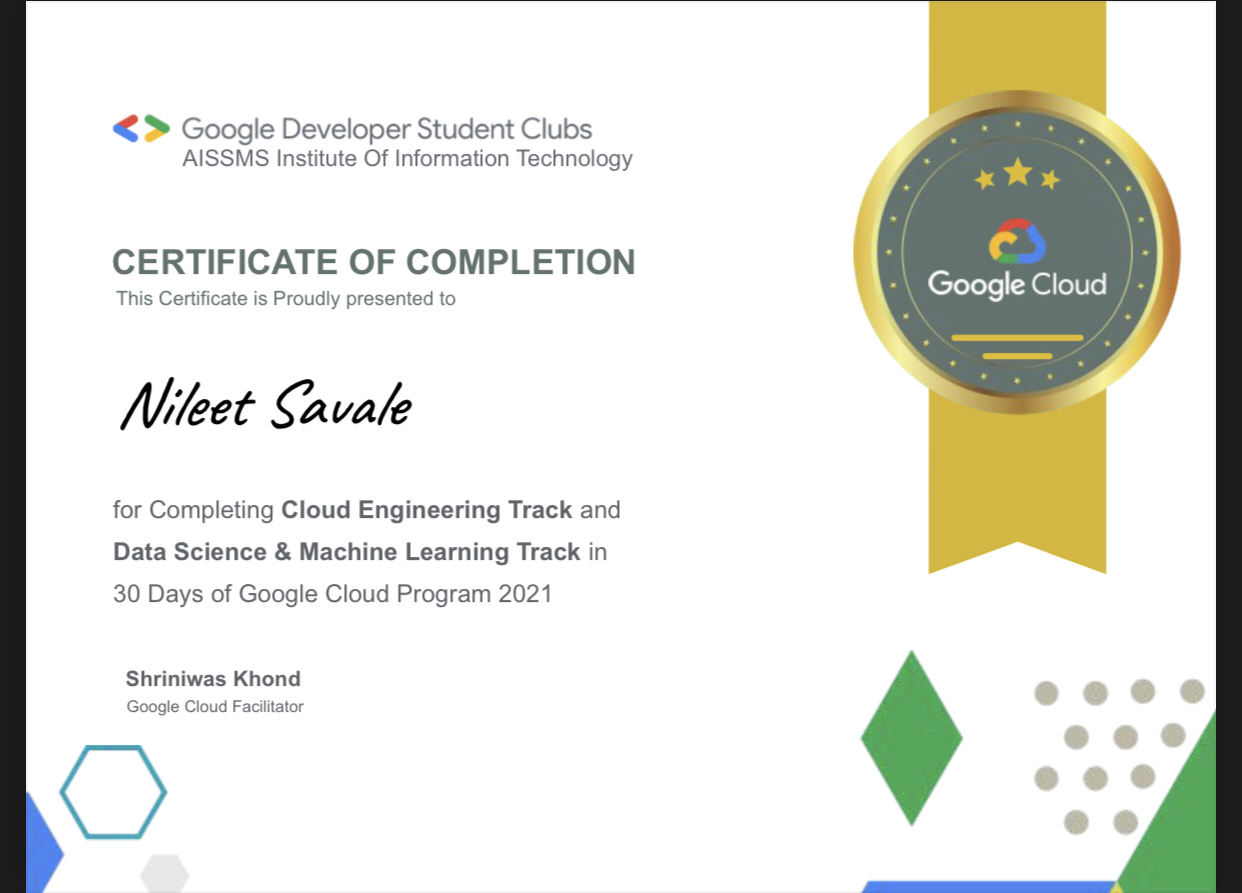 Google Developer Student Clubs
AISSMS Institute Of Information Technology
CERTIFICATE OF COMPLETION
This Certificate is Proudly presented to
Nileet Savale
for Completing Cloud Engineering Track and
Data Science & Machine Learning Track in
30 Days of Google Cloud Program 2021
Shriniwas Khond
Google Cloud Facilitator
Google Cloud